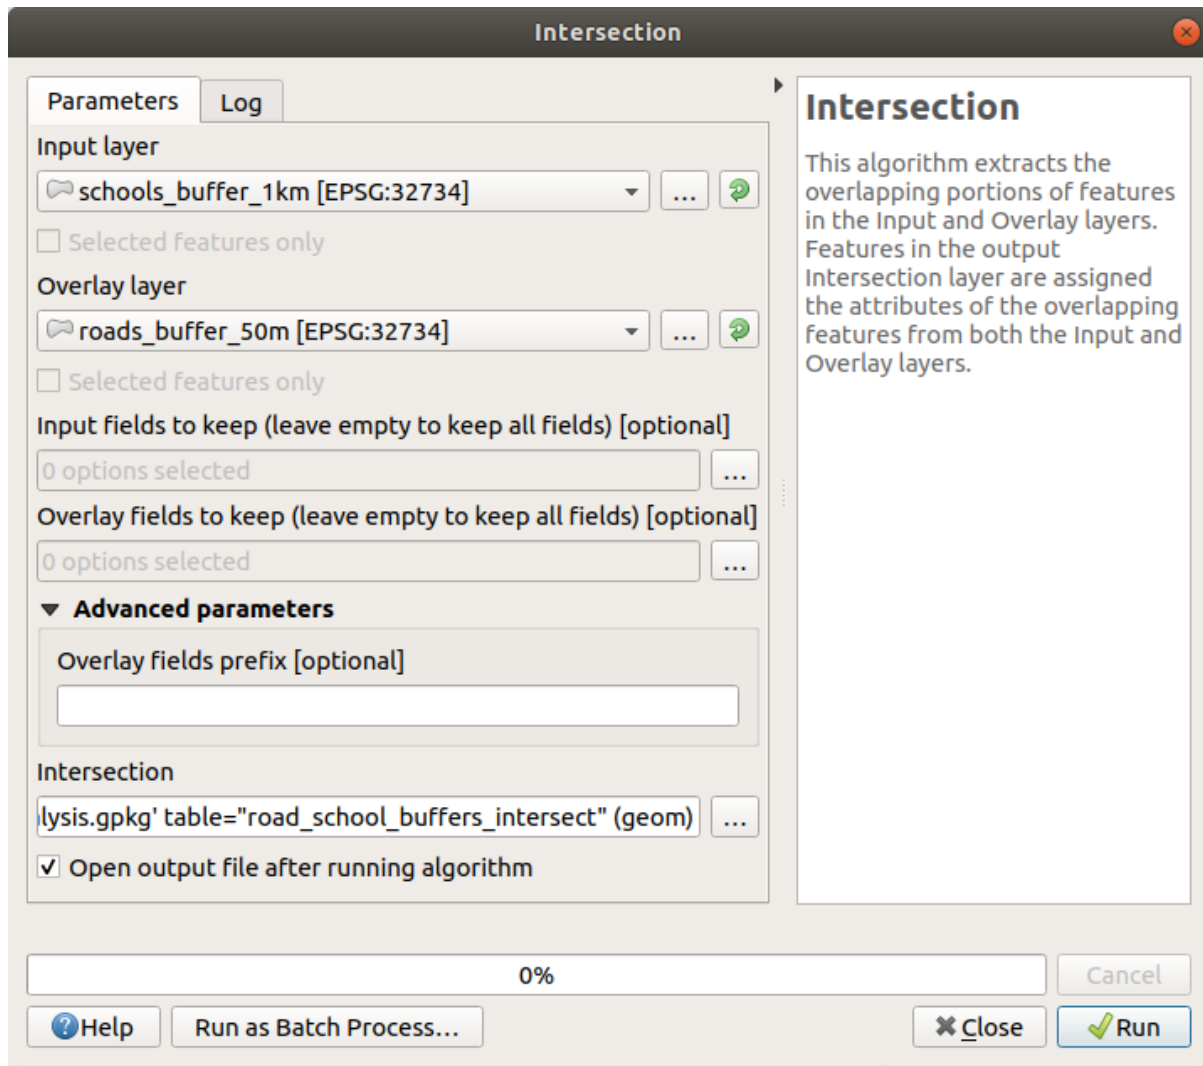 Intersection
Parameters
Log
Input layer
schools_buffer_1km [EPSG:32734]
...
Selected features only
Overlay layer
roads_buffer_50m [EPSG:32734]
...
Selected features only
Input fields to keep (leave empty to keep all fields) [optional]
0 options selected
...
Overlay fields to keep (leave empty to keep all fields) [optional]
0 options selected
...
Advanced parameters
Overlay fields prefix [optional]
Intersection
lysis.gpkg' table="road_school_buffers_intersect" (geom)
...
Open output file after running algorithm
Intersection
This algorithm extracts the
overlapping portions of features
in the Input and Overlay layers.
Features in the output
Intersection layer are assigned
the attributes of the overlapping
features from both the Input and
Overlay layers.
0%
Cancel
Help
Run as Batch Process...
Close
Run